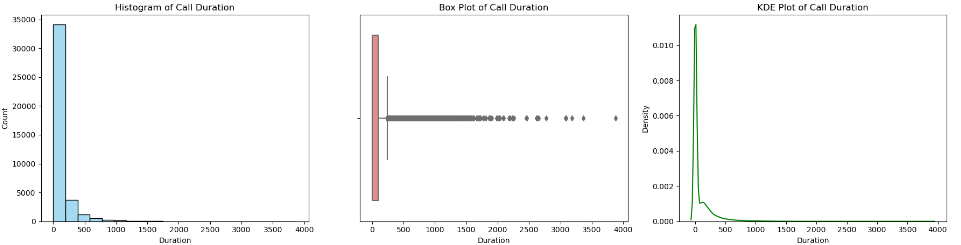 Histogram of Call Duration
35000
30000
25000
20000
15000
10000
5000
0
Count
0 500 1000 1500 2000 2500 3000 3500 4000
Duration
Box Plot of Call Duration
0 500 1000 1500 2000 2500 3000 3500 4000
Duration
KDE Plot of Call Duration
0.010
0.008
0.006
0.004
0.002
0.000
Density
0 500 1000 1500 2000 2500 3000 3500 4000
Duration